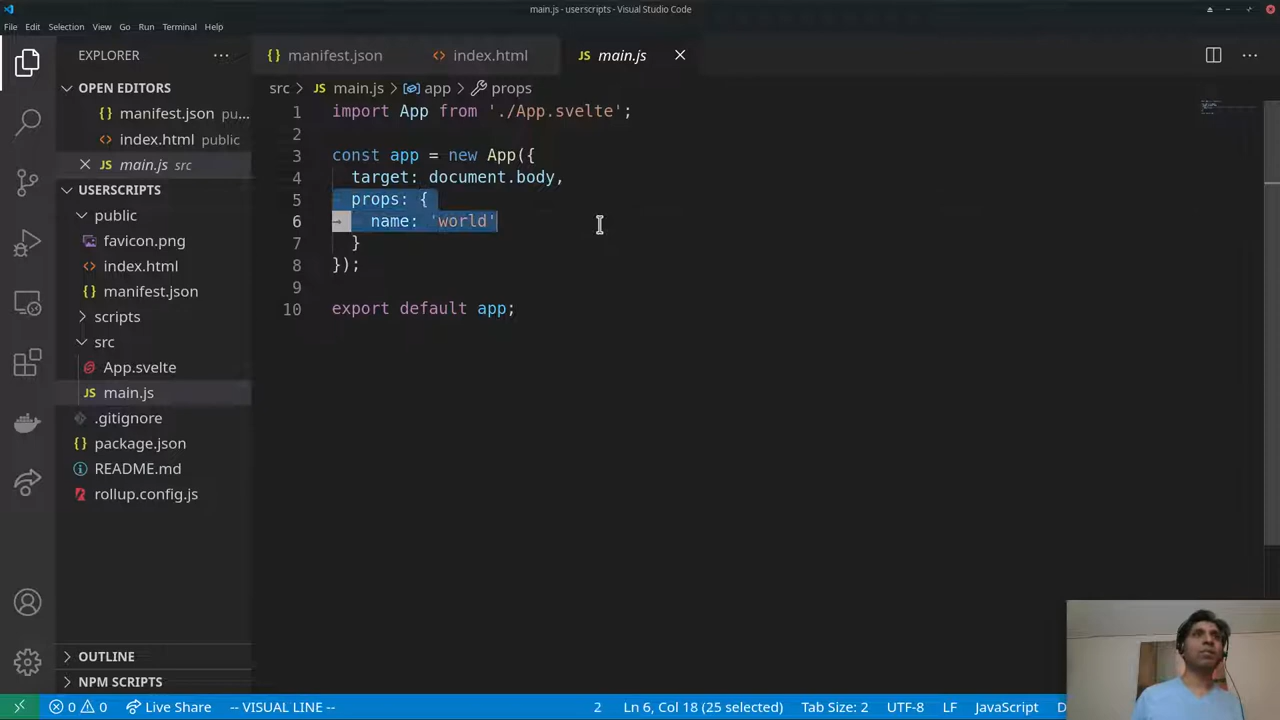 main.js - userscripts - Visual Studio Code
File Edit Selection View Go Run Terminal Help
EXPLORER
OPEN EDITORS
manifest.json pu...
index.html public
main.js src
USERSCRIPTS
public
favicon.png
index.html
manifest.json
scripts
src
App.svelte
JS main.js
.gitignore
package.json
README.md
rollup.config.js
OUTLINE
NPM SCRIPTS
manifest.json index.html JS main.js
src > JS main.js > app > props
1 import App from './App.svelte';
2
3 const app = new App({
4 target: document.body,
5 props: {
6 → name: 'world'
7 }
8 });
9
10 export default app;
0 0 Live Share -- VISUAL LINE -- 2 Ln 6, Col 18 (25 selected) Tab Size: 2 UTF-8 LF JavaScript